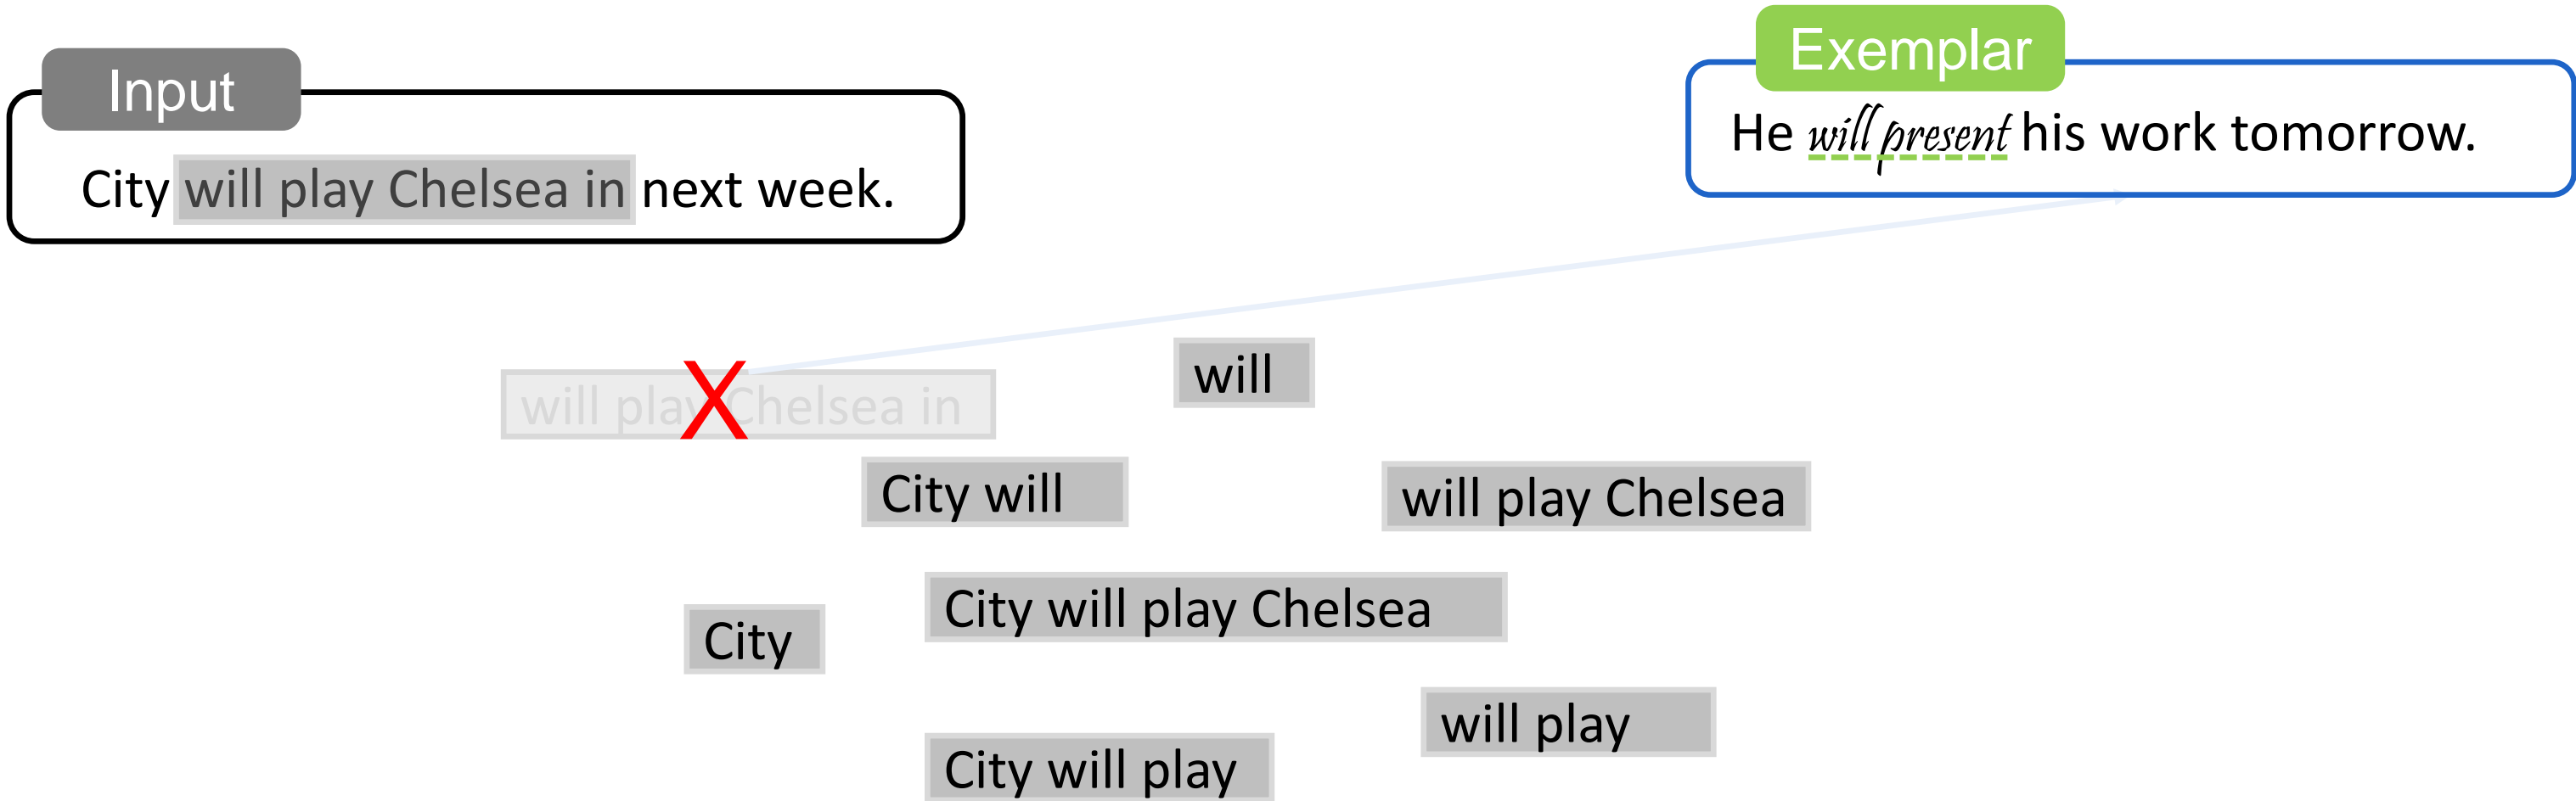 Input
City will play Chelsea in next week.
Exemplar
He will present his work tomorrow.
will play Chelsea in
X
will
City will
will play Chelsea
City will play Chelsea
City
will play
City will play